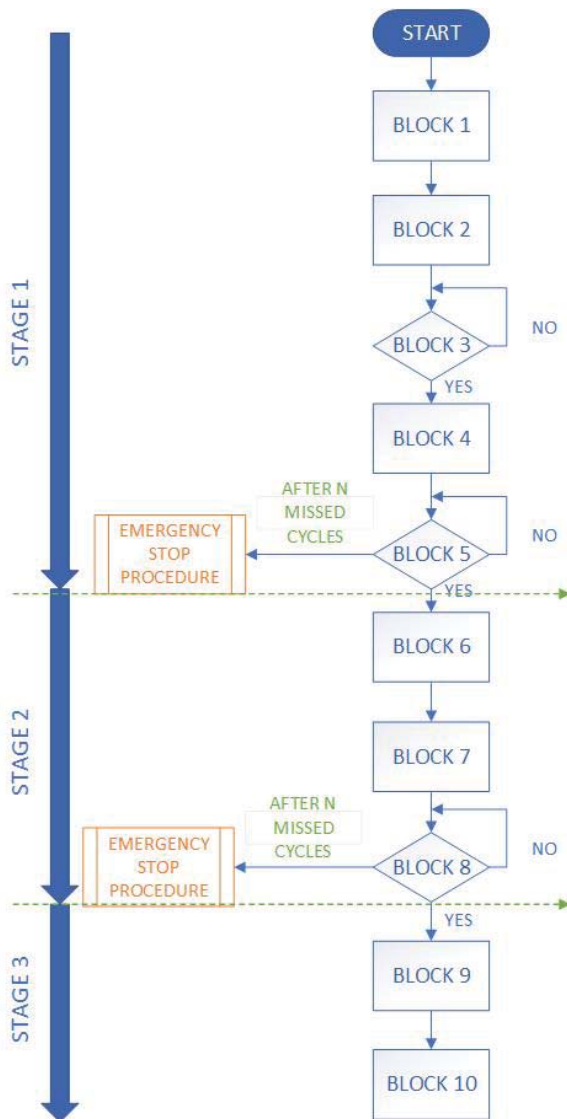 START
BLOCK 1
BLOCK 2
STAGE 1
BLOCK 3
NO
YES
BLOCK 4
AFTER N
MISSED
CYCLES
EMERGENCY
STOP
PROCEDURE
BLOCK 5
NO
YES
BLOCK 6
STAGE 2
BLOCK 7
AFTER N
MISSED
CYCLES
EMERGENCY
STOP
PROCEDURE
BLOCK 8
NO
YES
STAGE 3
BLOCK 9
BLOCK 10